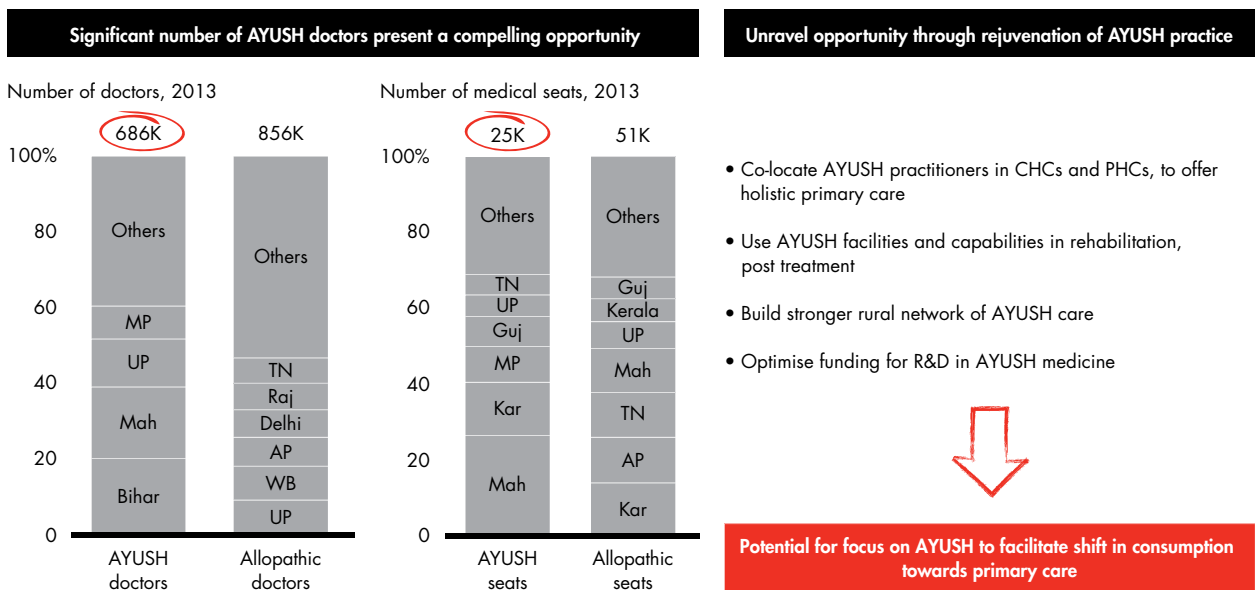 Significant number of AYUSH doctors present a compelling opportunity
Number of doctors, 2013
686K
856K
100%
80
60
40
20
0
Others
MP
UP
Mah
Bihar
Others
TN
Raj
Delhi
AP
WB
UP
AYUSH
doctors
Allopathic
doctors
Number of medical seats, 2013
25K
51K
100%
80
60
40
20
0
Others
TN
UP
Guj
MP
Kar
Mah
Others
Guj
Kerala
UP
Mah
TN
AP
Kar
AYUSH
seats
Allopathic
seats
Unravel opportunity through rejuvenation of AYUSH practice
• Co-locate AYUSH practitioners in CHCs and PHCs, to offer
holistic primary care
• Use AYUSH facilities and capabilities in rehabilitation,
post treatment
• Build stronger rural network of AYUSH care
• Optimise funding for R&D in AYUSH medicine
Potential for focus on AYUSH to facilitate shift in consumption
towards primary care